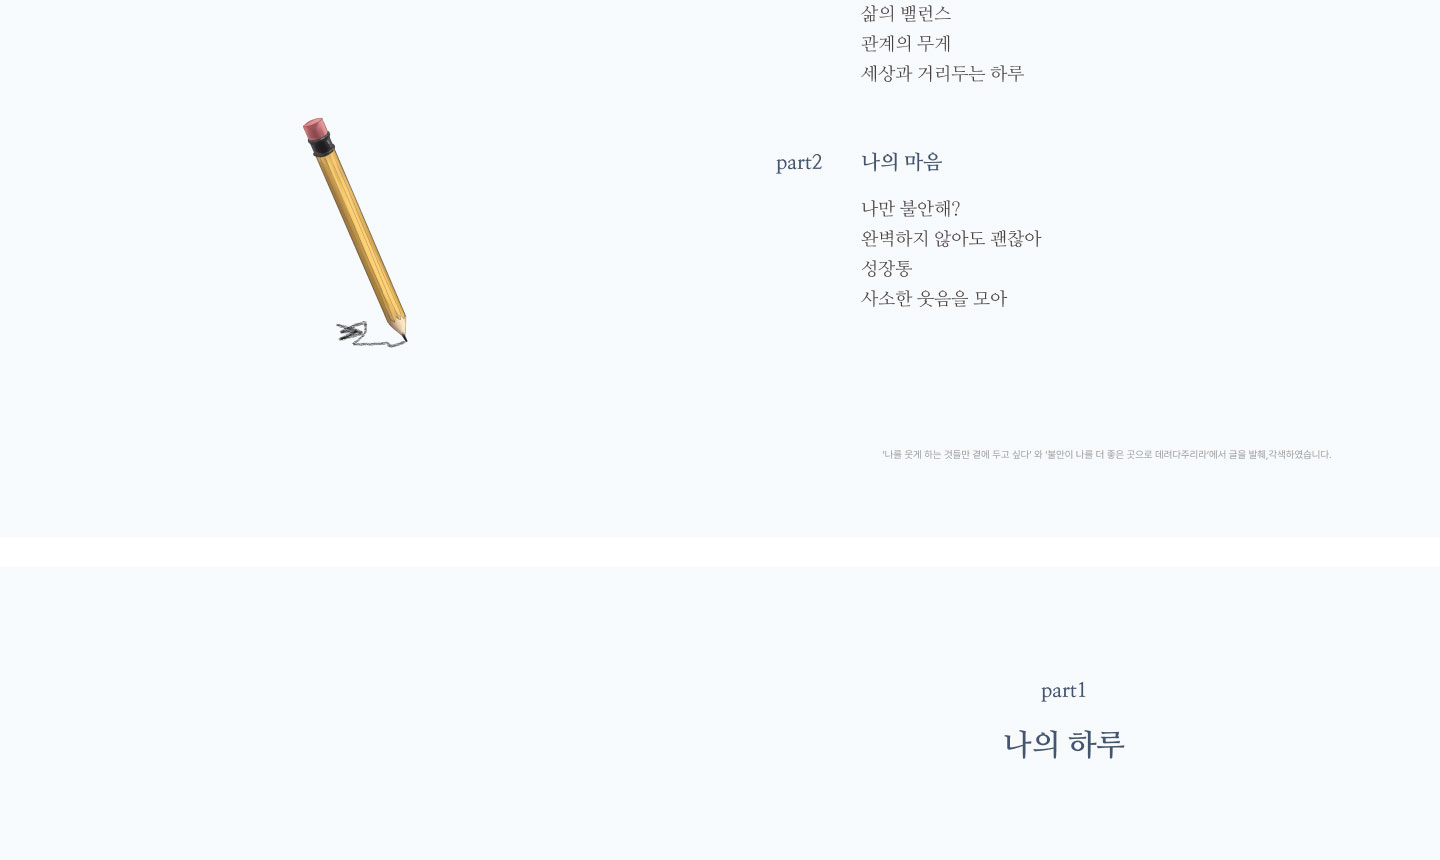 삶의 밸런스
관계의 무게
세상과 거리두는 하루
part2 나의 마음
나만 불안해?
완벽하지 않아도 괜찮아
성장통
사소한 웃음을 모아
'나를 웃게 하는 것들만 곁에 두고 싶다' 와 '불안이 나를 더 좋은 곳으로 데려다주리라'에서 글을 발췌,각색하였습니다.
part1
나의 하루